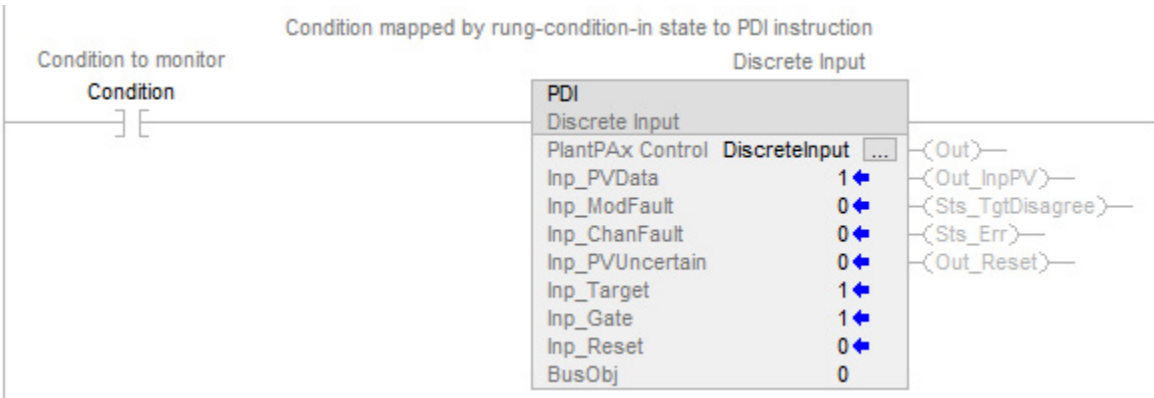 Condition mapped by rung-condition-in state to PDI instruction
Condition to monitor
Discrete Input
Condition
PDI
Discrete Input
PlantPAx Control DiscreteInput ... (Out)
Inp_PVData 1 (Out_InpPV)
Inp_ModFault 0 (Sts_TgtDisagree)
Inp_ChanFault 0 (Sts_Err)
Inp_PVUncertain 0 (Out_Reset)
Inp_Target 1
Inp_Gate 1
Inp_Reset 0
BusObj 0